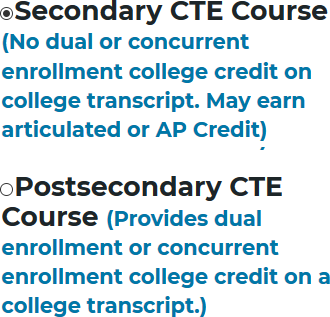 Secondary CTE Course
(No dual or concurrent
enrollment college credit on
college transcript. May earn
articulated or AP Credit)
Postsecondary CTE
Course (Provides dual
enrollment or concurrent
enrollment college credit on a
college transcript.)